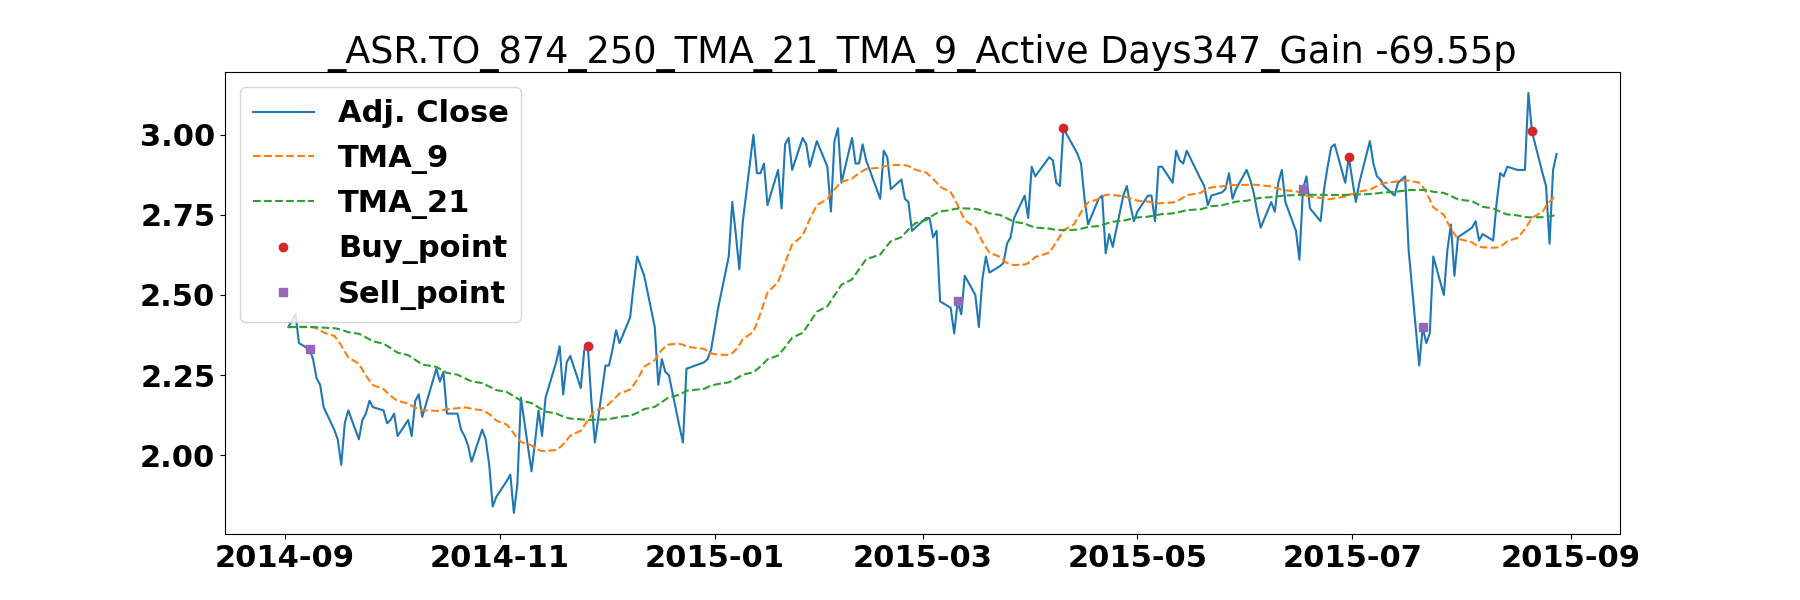 _ASR.TO_874_250_TMA_21_TMA_9_Active Days347_Gain -69.55p
Adj. Close
TMA_9
TMA_21
Buy_point
Sell_point
3.00
2.75
2.50
2.25
2.00
2014-09 2014-11 2015-01 2015-03 2015-05 2015-07 2015-09